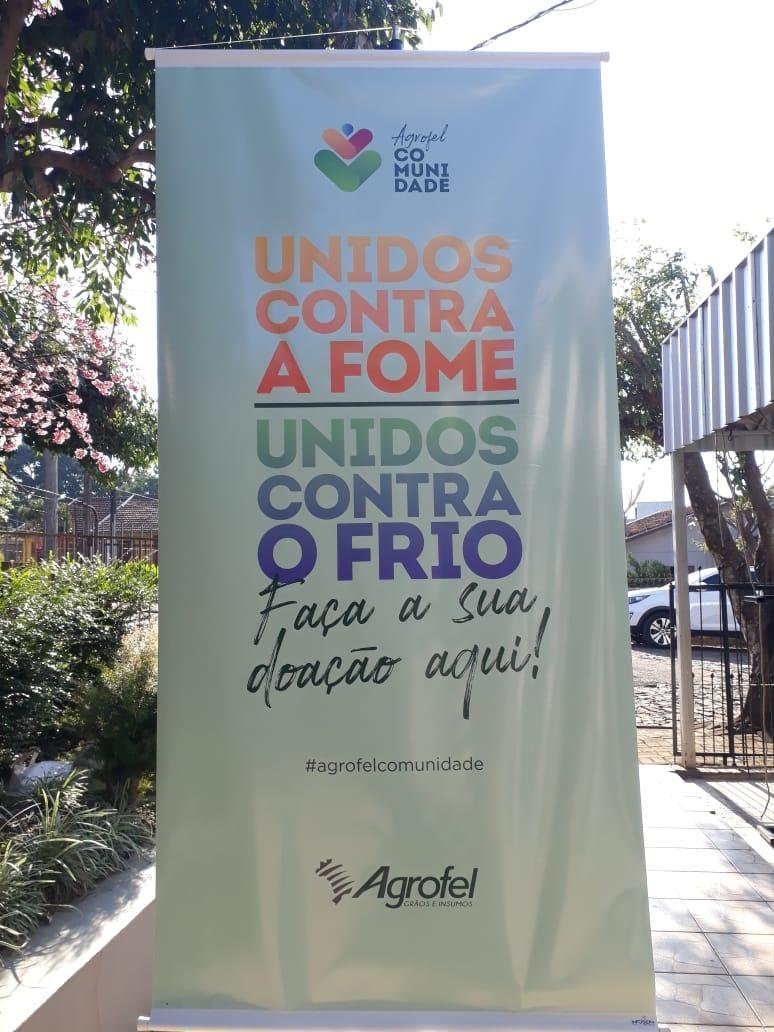 Agrofel
CO
MUNI
DADE
UNIDOS
CONTRA
A FOME
UNIDOS
CONTRA
O FRIO
Faça a sua
doação aqui!
#agrofelcomunidade
Agrofel
GRÃOS E INSUMOS